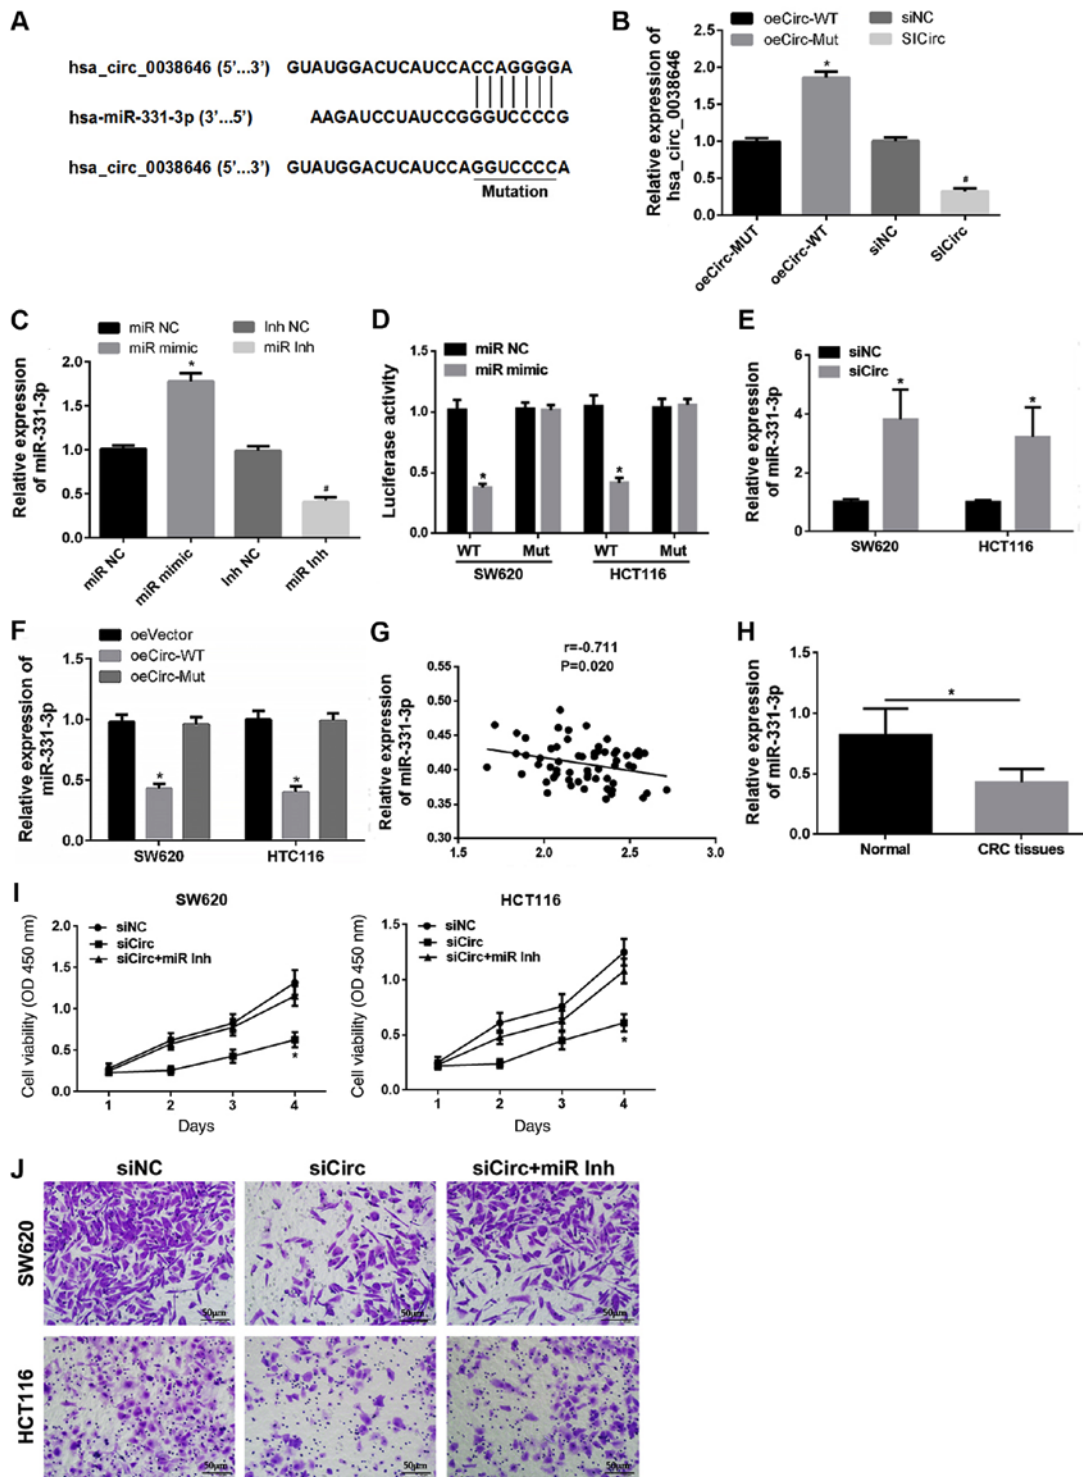 A
hsa_circ_0038646 (5'...3') GUAUGGACUCAUCCACCAGGGGA
hsa-miR-331-3p (3'...5') AAGAUCCUAUCCGGGUCCCCG
hsa_circ_0038646 (5'...3') GUAUGGACUCAUCCAGGUCCCCA
Mutation
B
oeCirc-WT siNC
oeCirc-Mut SICirc
Relative expression of
hsa_circ_0038646
2.5
2.0
1.5
1.0
0.5
0.0
*
#
oeCirc-MUT oeCirc-WT siNC SICirc
C
miR NC Inh NC
miR mimic miR Inh
Relative expression
of miR-331-3p
2.0
1.5
1.0
0.5
0.0
*
#
miR NC miR mimic Inh NC miR Inh
D
miR NC
miR mimic
Luciferase activity
1.5
1.0
0.5
0.0
* *
WT Mut WT Mut
SW620 HCT116
E
siNC
siCirc
Relative expression
of miR-331-3p
6
4
2
0
* *
SW620 HCT116
F
oeVector
oeCirc-WT
oeCirc-Mut
Relative expression of
miR-331-3p
1.5
1.0
0.5
0.0
* *
SW620 HTC116
G
r=-0.711
P=0.020
Relative expression
of miR-331-3p
0.55
0.50
0.45
0.40
0.35
0.30
1.5 2.0 2.5 3.0
H
Relative expression
of miR-331-3p
1.5
1.0
0.5
0.0
*
Normal CRC tissues
I
SW620
siNC
siCirc
siCirc+miR Inh
Cell viability (OD 450 nm)
2.0
1.5
1.0
0.5
0.0
*
1 2 3 4
Days
HCT116
siNC
siCirc
siCirc+miR Inh
Cell viability (OD 450 nm)
1.5
1.0
0.5
0.0
*
1 2 3 4
Days
J
siNC siCirc siCirc+miR Inh
SW620
50μm 50μm 50μm
HCT116
50μm 50μm 50μm